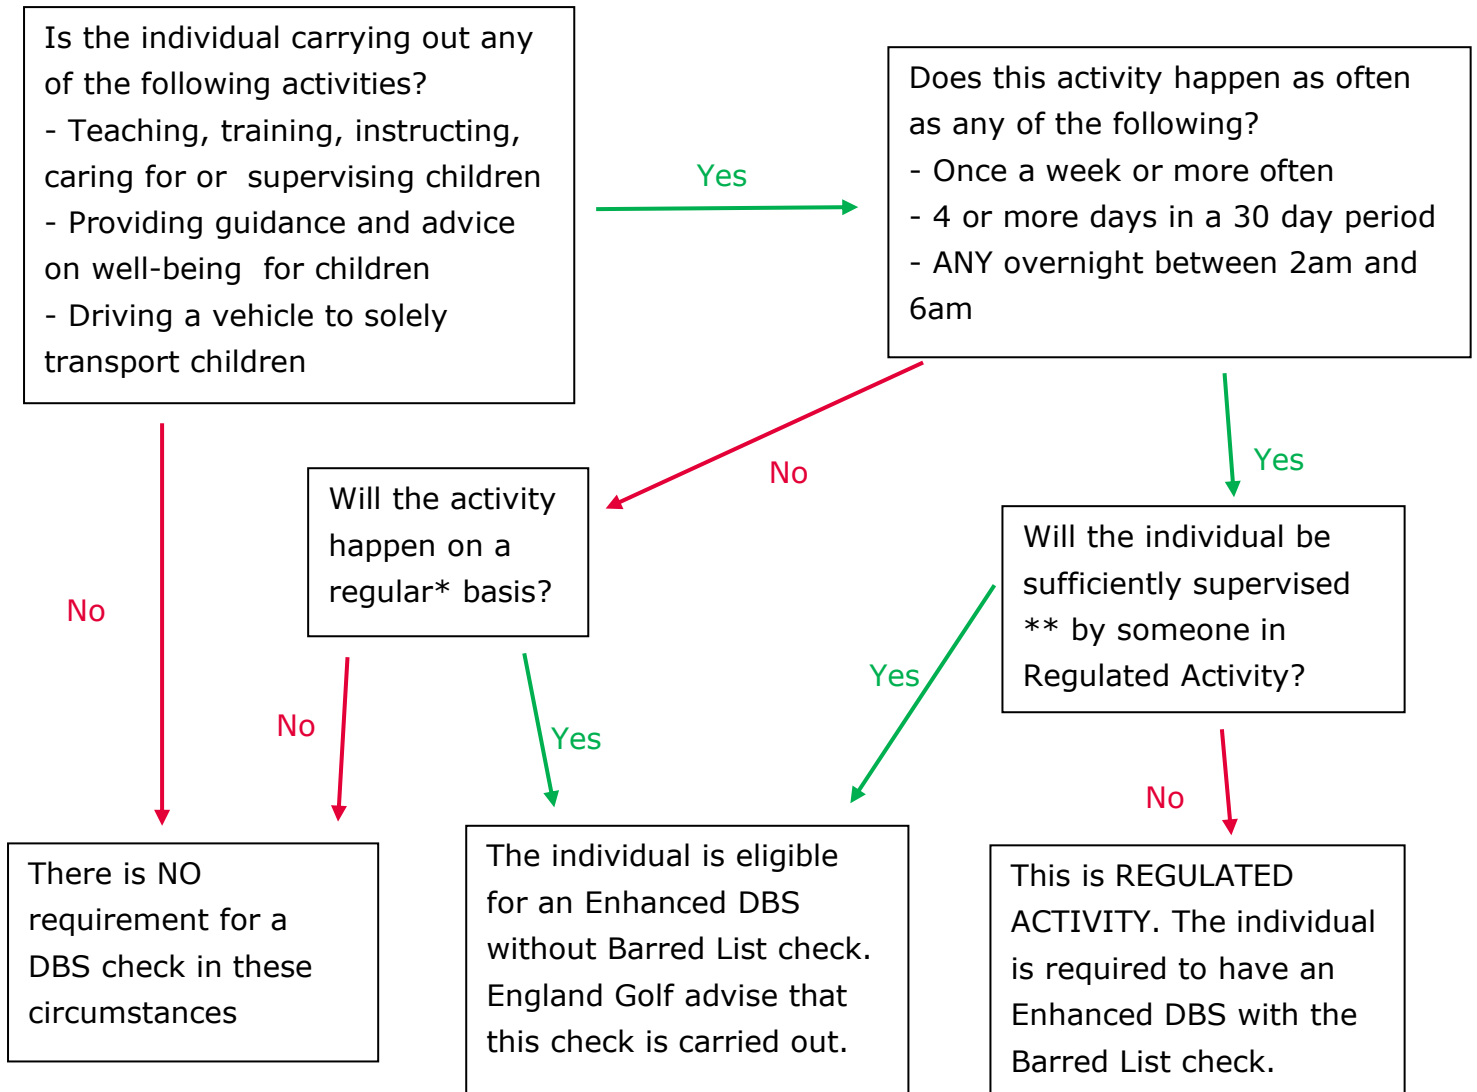 Is the individual carrying out any
of the following activities?
- Teaching, training, instructing,
caring for or  supervising children
- Providing guidance and advice
on well-being  for children
- Driving a vehicle to solely
transport children
Yes
Does this activity happen as often
as any of the following?
- Once a week or more often
- 4 or more days in a 30 day period
- ANY overnight between 2am and
6am
No
No
Yes
Will the activity
happen on a
regular* basis?
Will the individual be
sufficiently supervised
** by someone in
Regulated Activity?
No
Yes
Yes
No
There is NO
requirement for a
DBS check in these
circumstances
The individual is eligible
for an Enhanced DBS
without Barred List check.
England Golf advise that
this check is carried out.
This is REGULATED
ACTIVITY. The individual
is required to have an
Enhanced DBS with the
Barred List check.